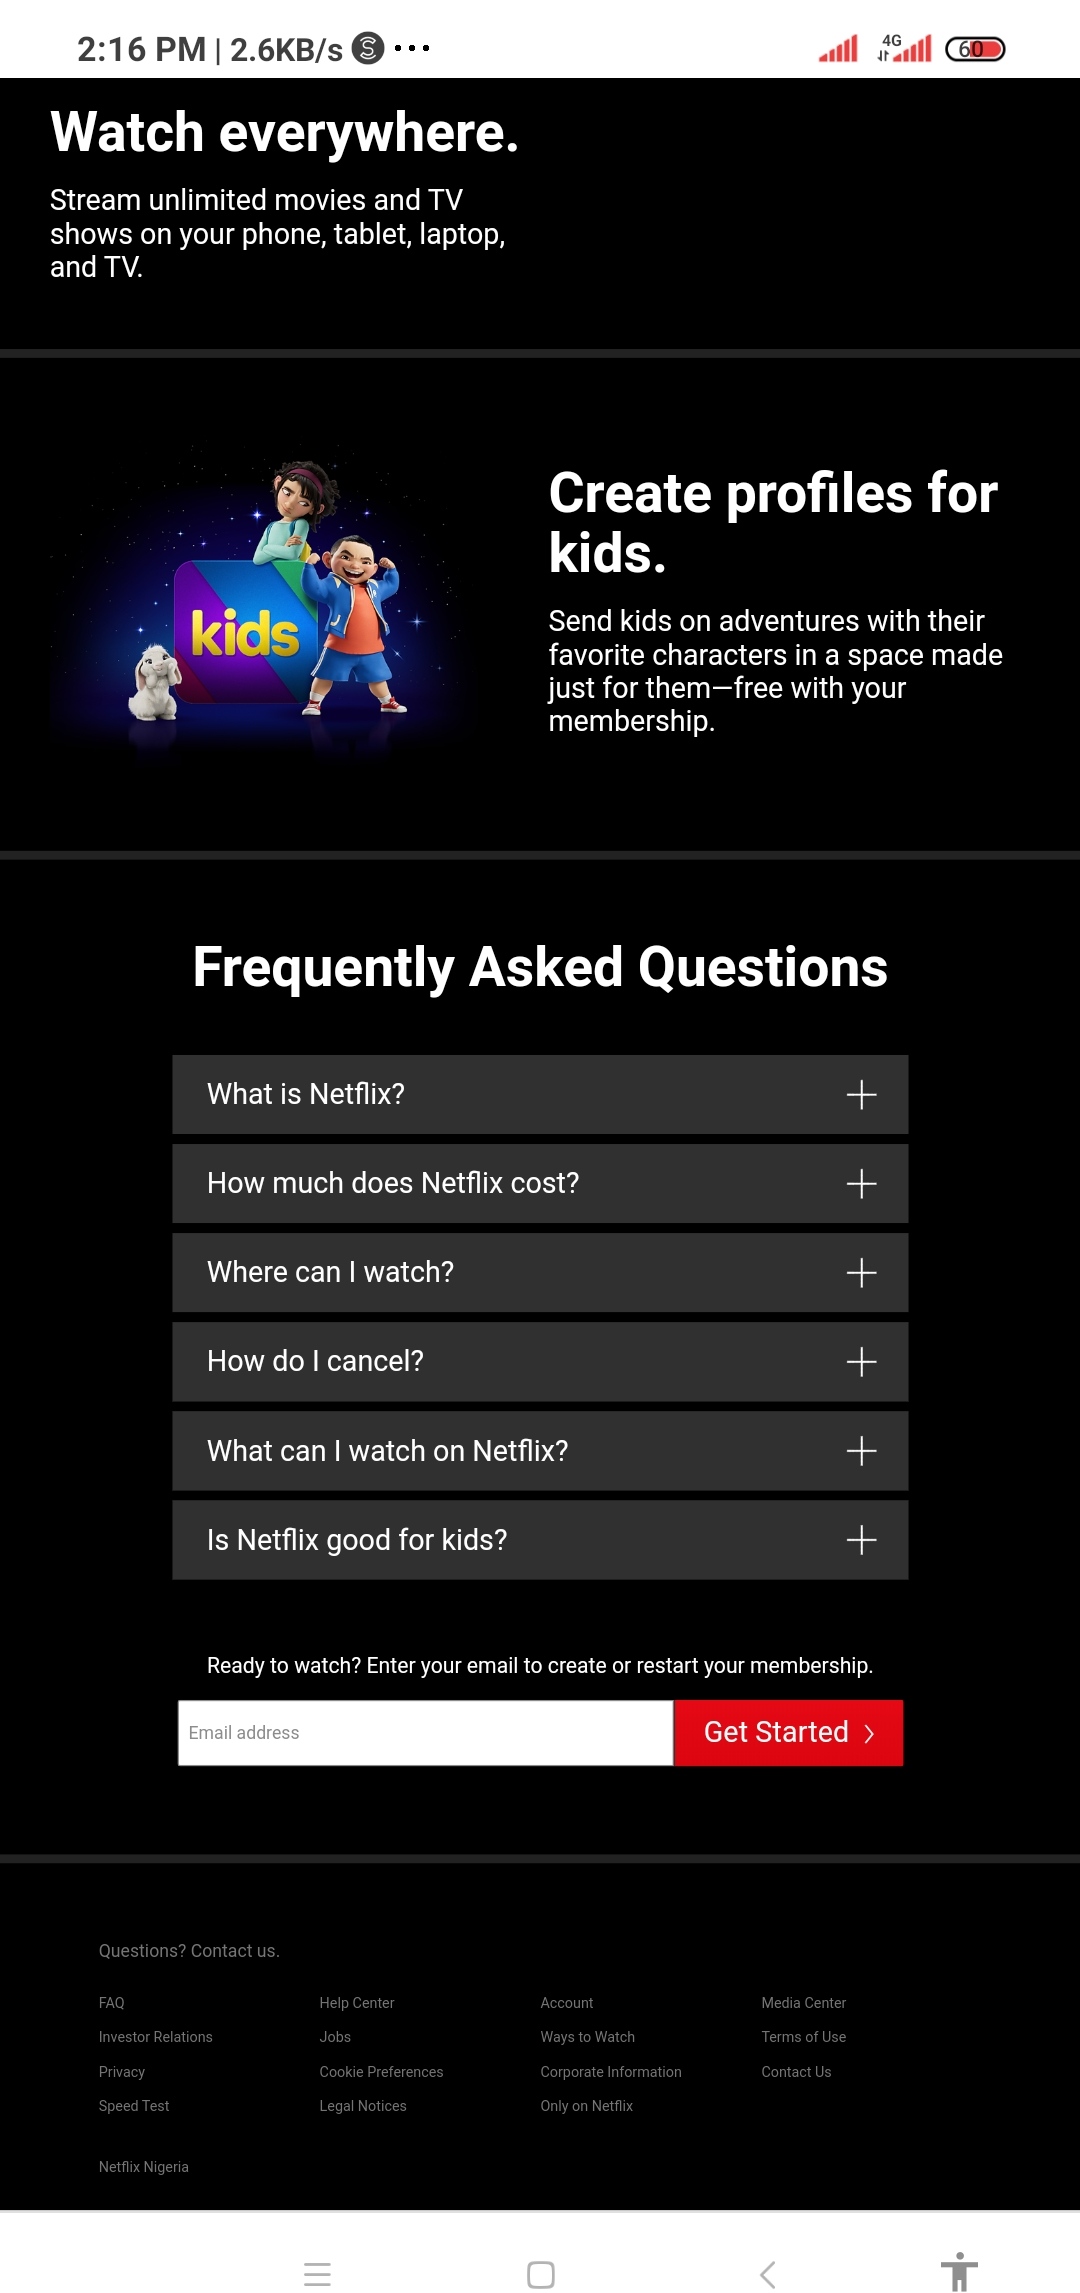 2:16 PM | 2.6KB/s
4G
60
Watch everywhere.
Stream unlimited movies and TV
shows on your phone, tablet, laptop,
and TV.
kids
Create profiles for
kids.
Send kids on adventures with their
favorite characters in a space made
just for them—free with your
membership.
Frequently Asked Questions
What is Netflix?
How much does Netflix cost?
Where can I watch?
How do I cancel?
What can I watch on Netflix?
Is Netflix good for kids?
Ready to watch? Enter your email to create or restart your membership.
Email address
Get Started
Questions? Contact us.
FAQ Help Center Account Media Center
Investor Relations Jobs Ways to Watch Terms of Use
Privacy Cookie Preferences Corporate Information Contact Us
Speed Test Legal Notices Only on Netflix
Netflix Nigeria